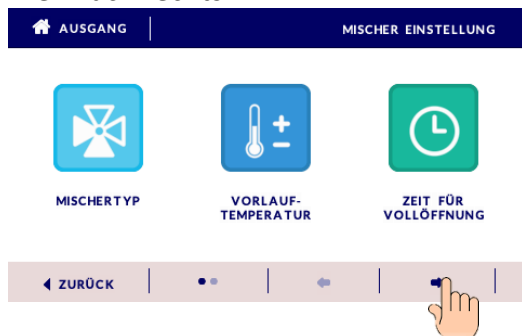 AUSGANG
MISCHER EINSTELLUNG
MISCHERTYP
VORLAUF-
TEMPERATUR
ZEIT FÜR
VOLLÖFFNUNG
ZURÜCK